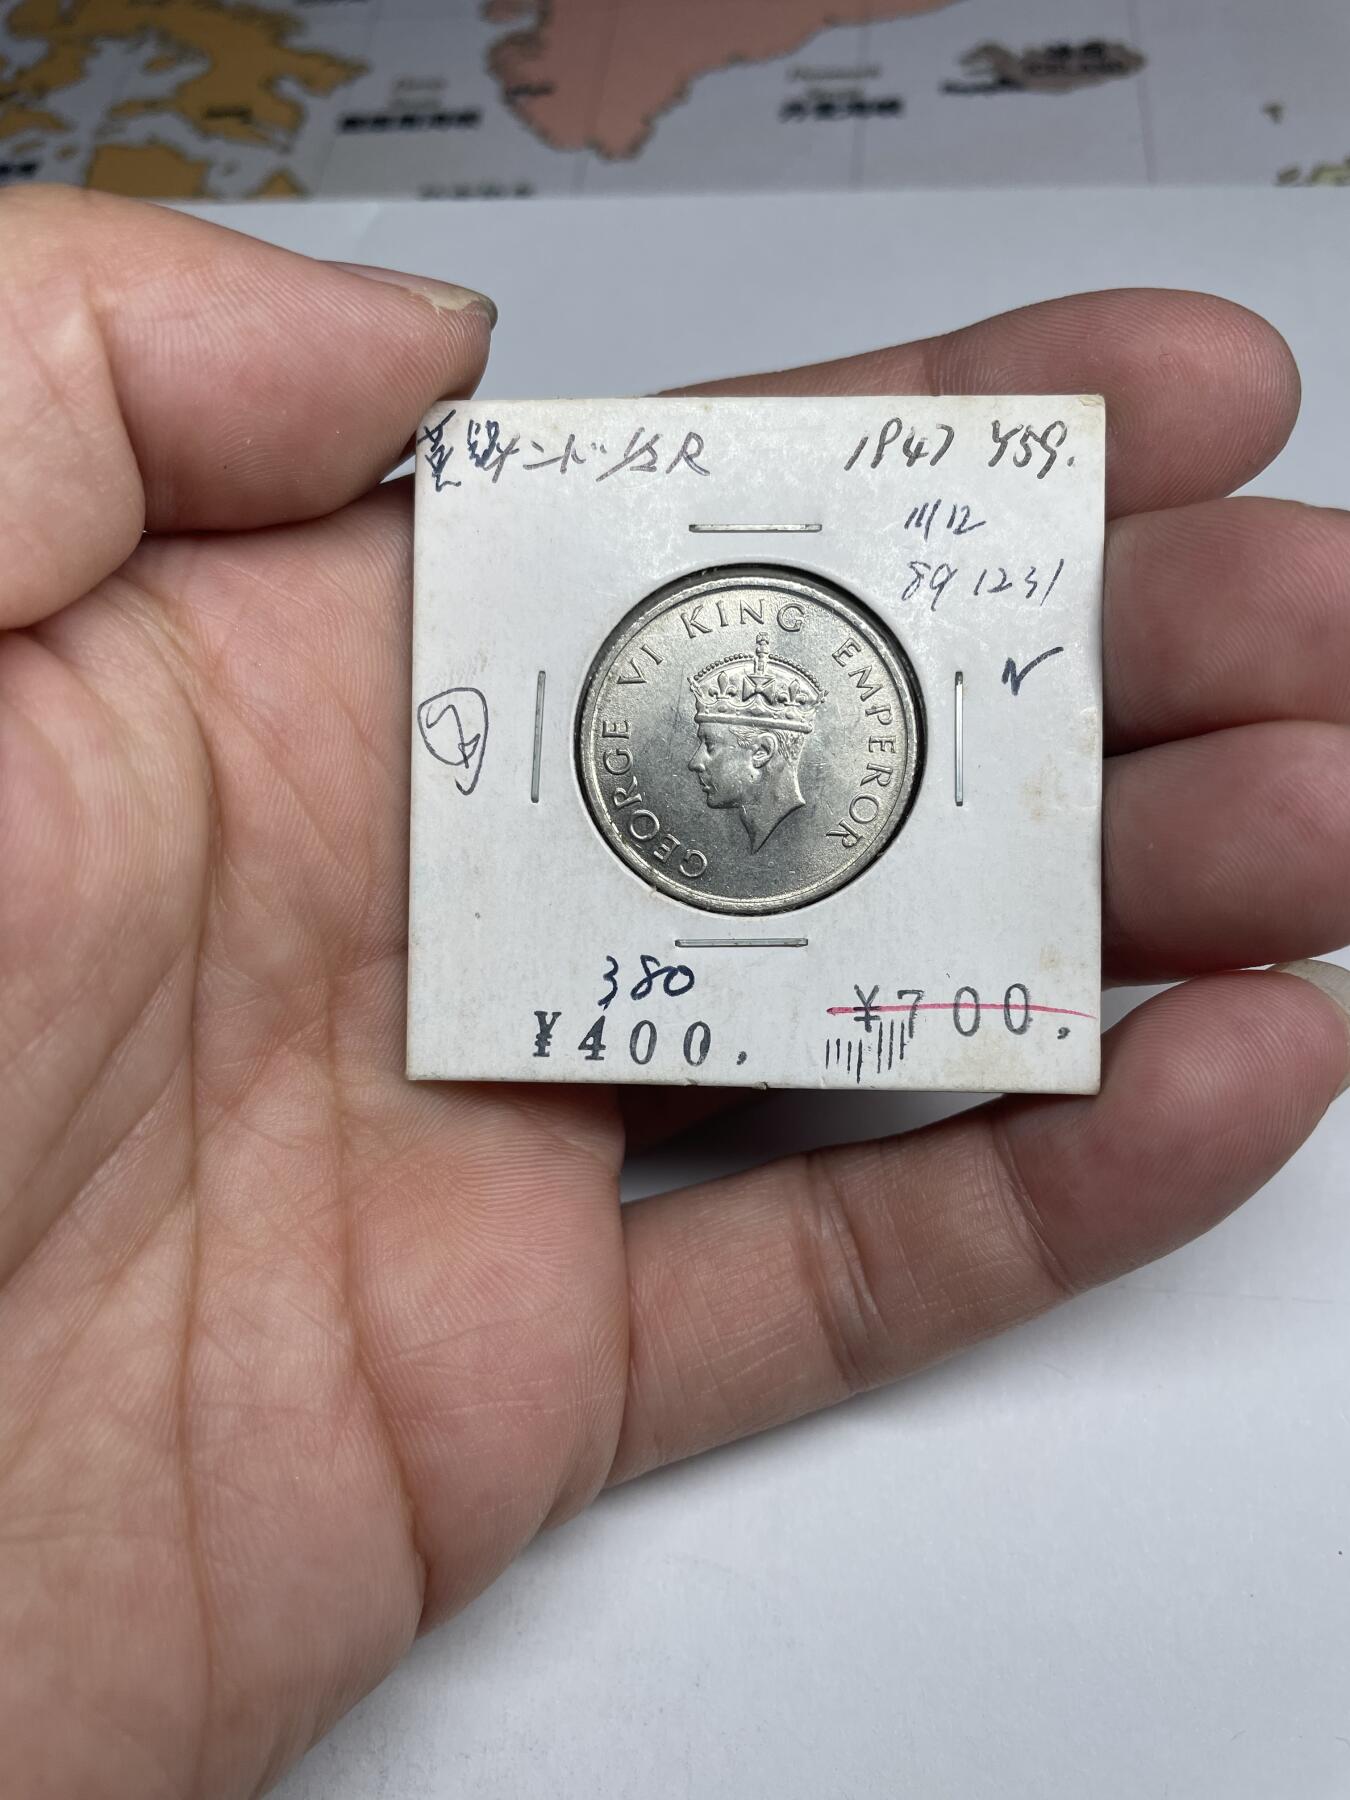 英領インド ½R 1947 Y59.
11/12
89 1231
GEORGE VI KING EMPEROR
380
¥400. ¥700.